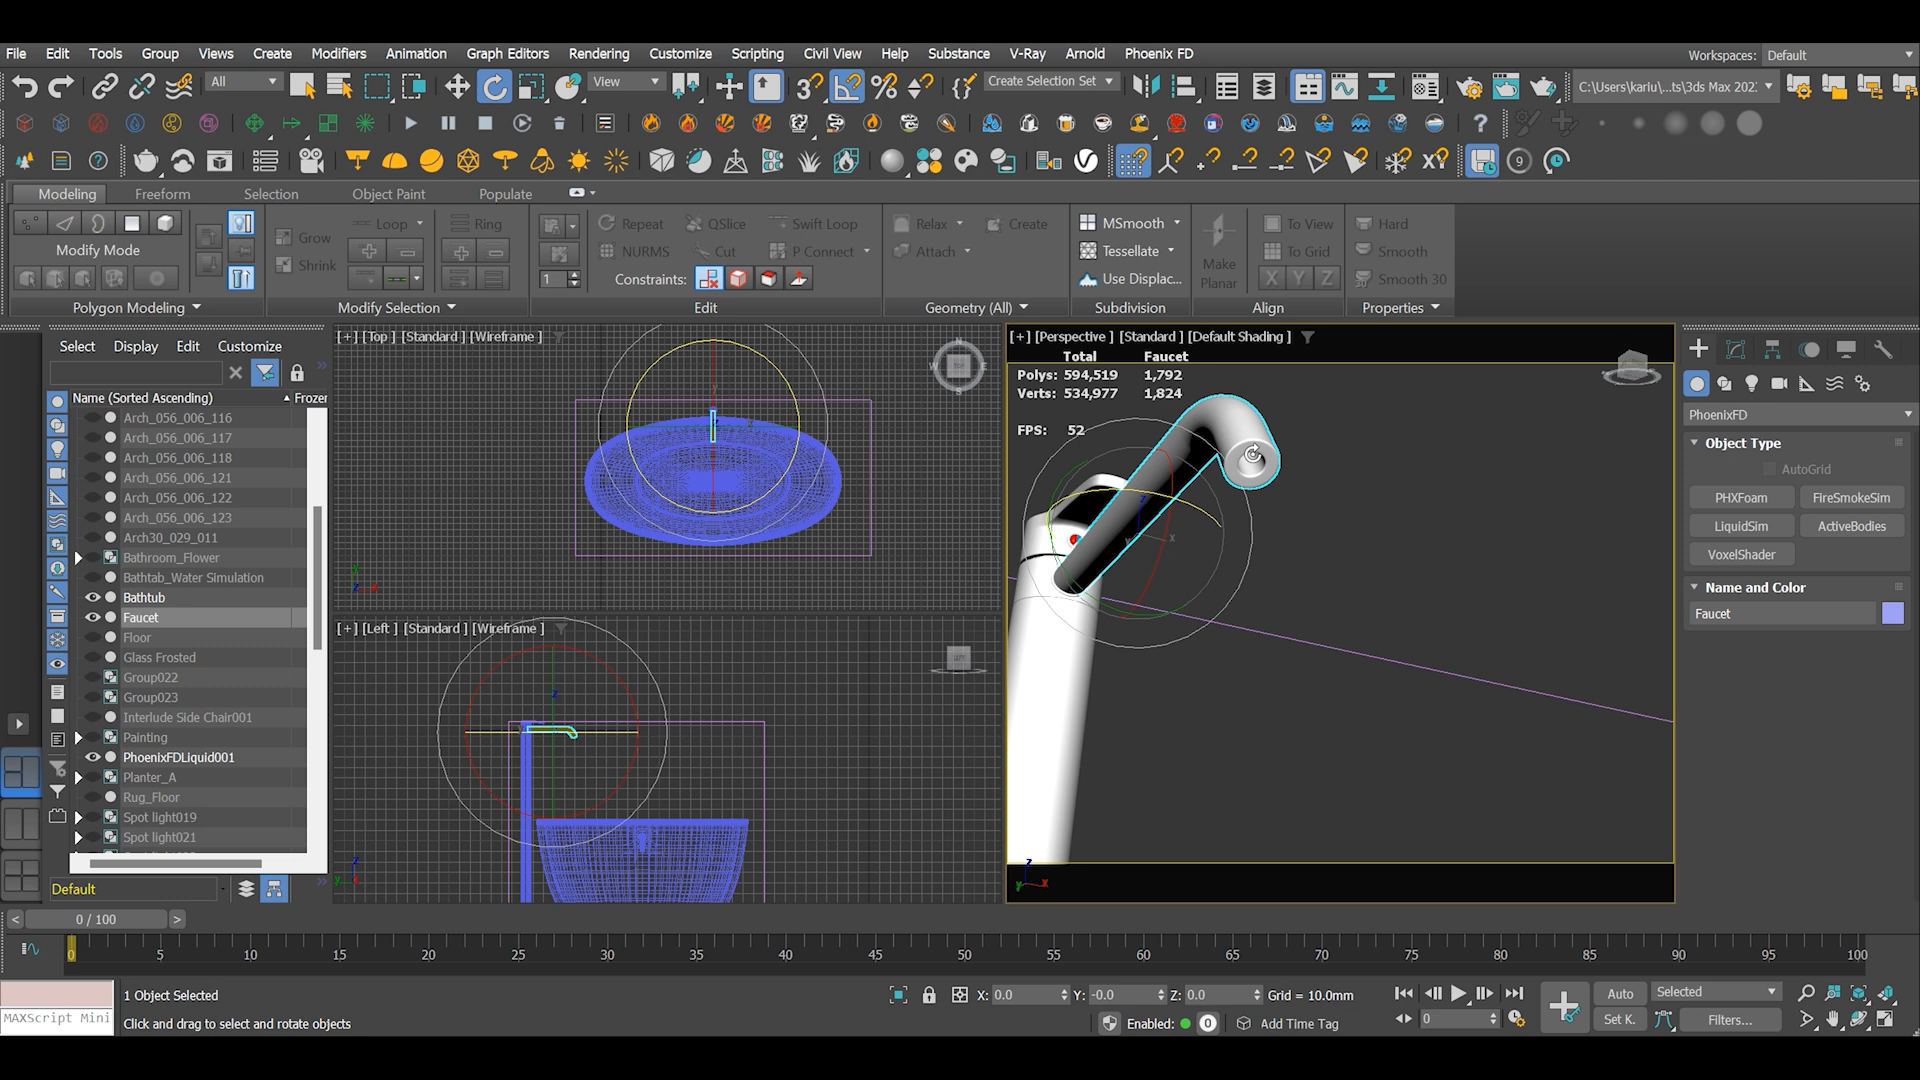 File Edit Tools Group Views Create Modifiers Animation Graph Editors Rendering Customize Scripting Civil View Help Substance V-Ray Arnold Phoenix FD
Workspaces: Default
All
View
Create Selection Set
C:\Users\kariu\...ts\3ds Max 202
Modeling Freeform Selection Object Paint Populate
Loop Ring Repeat QSlice Swift Loop Relax Create MSmooth To View Hard
Modify Mode Grow NURMS Cut P Connect Attach Tessellate Make Planar To Grid Smooth
Shrink 1 Constraints: Use Displac... X Y Z Smooth 30
Polygon Modeling Modify Selection Edit Geometry (All) Subdivision Align Properties
Select Display Edit Customize
Name (Sorted Ascending) Frozen
Arch_056_006_116
Arch_056_006_117
Arch_056_006_118
Arch_056_006_121
Arch_056_006_122
Arch_056_006_123
Arch30_029_011
Bathroom_Flower
Bathtab_Water Simulation
Bathtub
Faucet
Floor
Glass Frosted
Group022
Group023
Interlude Side Chair001
Painting
PhoenixFDLiquid001
Planter_A
Rug_Floor
Spot light019
Spot light021
Default
[+] [Top ] [Standard ] [Wireframe ]
[+] [Left ] [Standard ] [Wireframe ]
[+] [Perspective ] [Standard ] [Default Shading ]
Total Faucet
Polys: 594,519 1,792
Verts: 534,977 1,824
FPS: 52
PhoenixFD
Object Type
AutoGrid
PHXFoam FireSmokeSim
LiquidSim ActiveBodies
VoxelShader
Name and Color
Faucet
< 0 / 100 >
0 5 10 15 20 25 30 35 40 45 50 55 60 65 70 75 80 85 90 95 100
1 Object Selected
X: 0.0 Y: -0.0 Z: 0.0 Grid = 10.0mm
Auto Selected
MAXScript Mini
Click and drag to select and rotate objects
Enabled: 0 Add Time Tag
0
Set K. Filters...